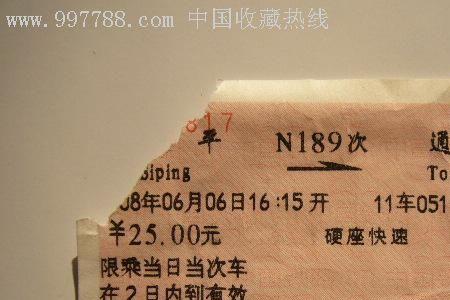 www.997788.com 中国收藏热线
817
平 N189次 通
Siping To
08年06月06日16:15开 11车051
¥25.00元 硬座快速
限乘当日当次车
在2日内到有效